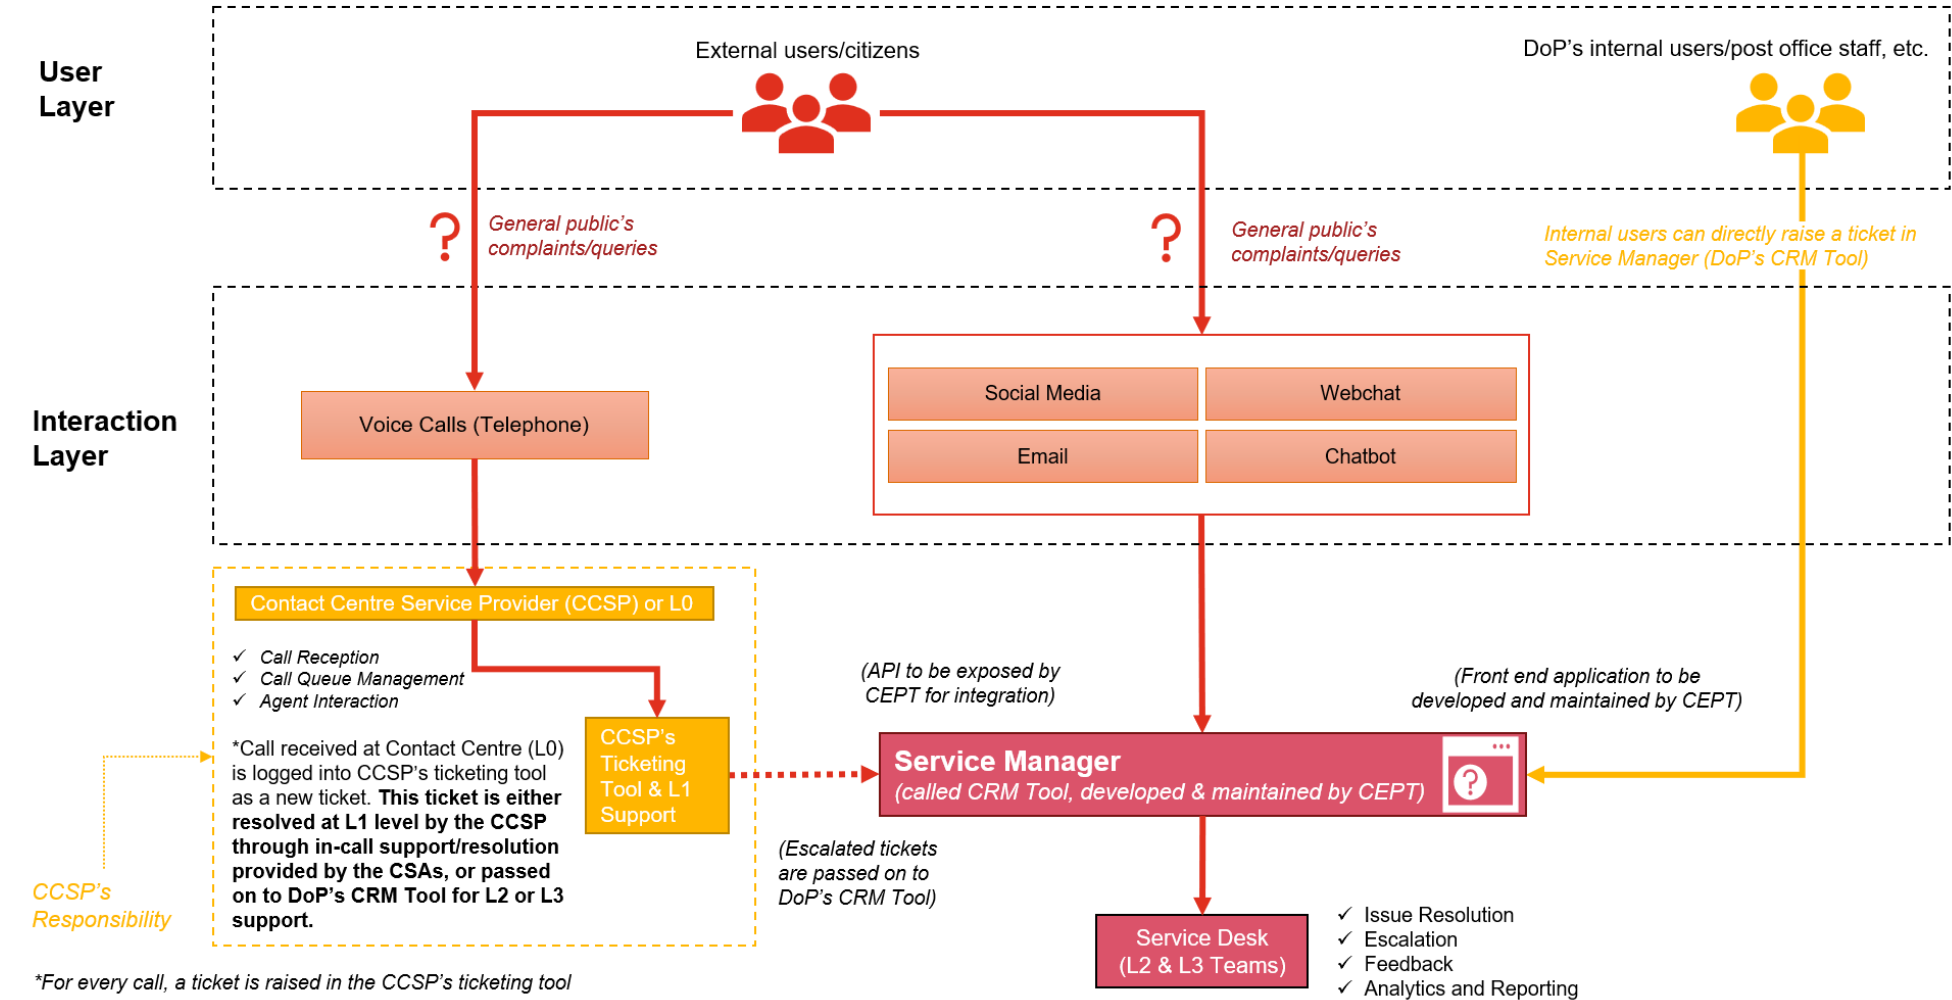 User
Layer
External users/citizens
DoP's internal users/post office staff, etc.
General public's
complaints/queries
General public's
complaints/queries
Internal users can directly raise a ticket in
Service Manager (DoP's CRM Tool)
Interaction
Layer
Voice Calls (Telephone)
Social Media
Webchat
Email
Chatbot
Contact Centre Service Provider (CCSP) or L0
✓ Call Reception
✓ Call Queue Management
✓ Agent Interaction
*Call received at Contact Centre (L0)
is logged into CCSP's ticketing tool
as a new ticket. This ticket is either
resolved at L1 level by the CCSP
through in-call support/resolution
provided by the CSAs, or passed
on to DoP's CRM Tool for L2 or L3
support.
CCSP's
Ticketing
Tool & L1
Support
CCSP's
Responsibility
(API to be exposed by
CEPT for integration)
(Front end application to be
developed and maintained by CEPT)
Service Manager
(called CRM Tool, developed & maintained by CEPT)
(Escalated tickets
are passed on to
DoP's CRM Tool)
Service Desk
(L2 & L3 Teams)
✓ Issue Resolution
✓ Escalation
✓ Feedback
✓ Analytics and Reporting
*For every call, a ticket is raised in the CCSP's ticketing tool